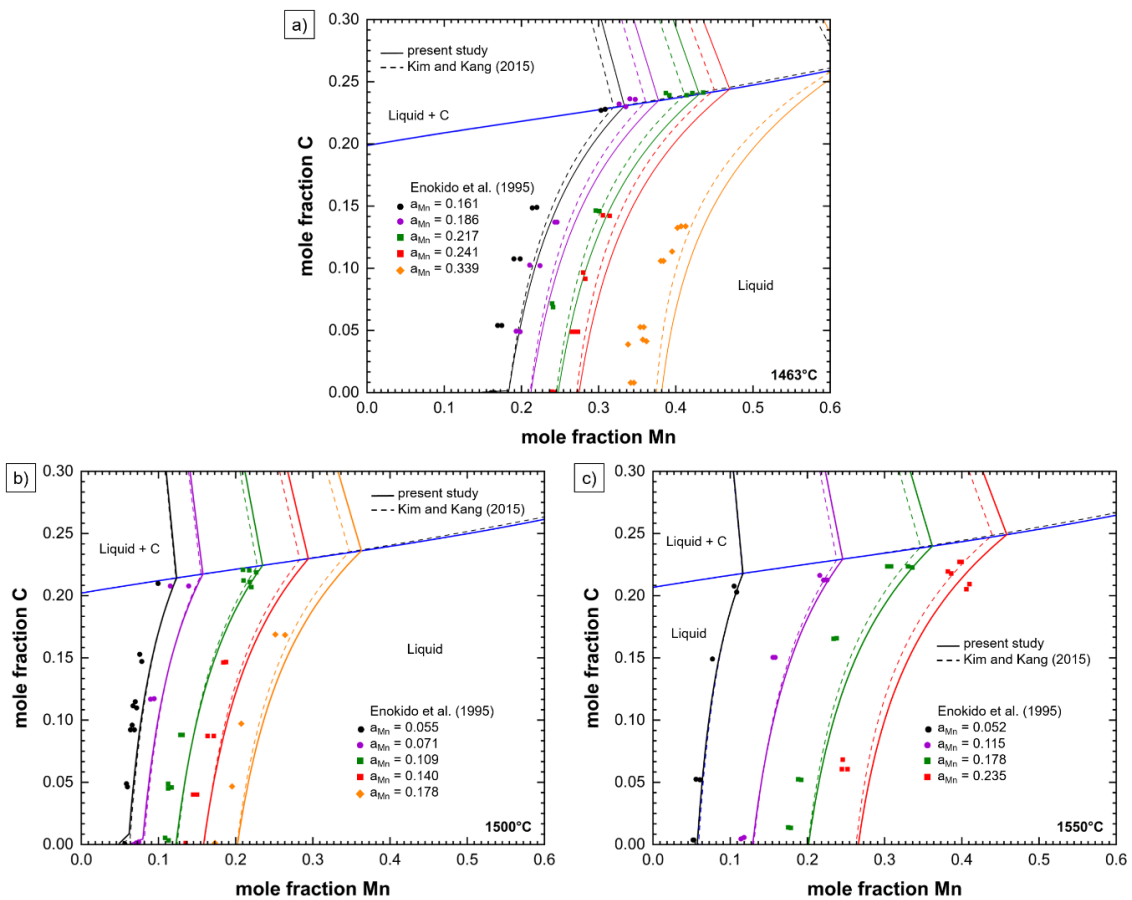 a)
0.30
0.25
0.20
0.15
0.10
0.05
0.00
mole fraction C
present study
Kim and Kang (2015)
Liquid + C
Enokido et al. (1995)
aMn = 0.161
aMn = 0.186
aMn = 0.217
aMn = 0.241
aMn = 0.339
Liquid
1463°C
0.0 0.1 0.2 0.3 0.4 0.5 0.6
mole fraction Mn
b)
0.30
0.25
0.20
0.15
0.10
0.05
0.00
mole fraction C
present study
Kim and Kang (2015)
Liquid + C
Liquid
Enokido et al. (1995)
aMn = 0.055
aMn = 0.071
aMn = 0.109
aMn = 0.140
aMn = 0.178
1500°C
0.0 0.1 0.2 0.3 0.4 0.5 0.6
mole fraction Mn
c)
0.30
0.25
0.20
0.15
0.10
0.05
0.00
mole fraction C
Liquid + C
Liquid
present study
Kim and Kang (2015)
Enokido et al. (1995)
aMn = 0.052
aMn = 0.115
aMn = 0.178
aMn = 0.235
1550°C
0.0 0.1 0.2 0.3 0.4 0.5 0.6
mole fraction Mn